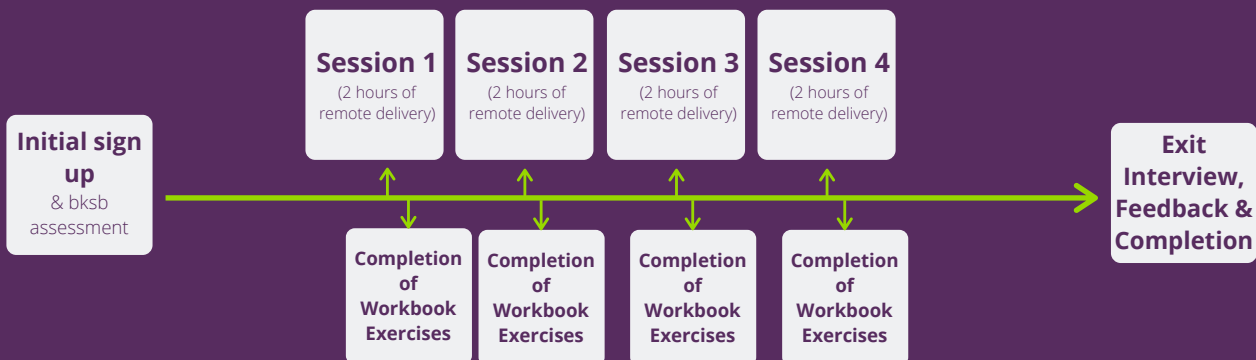 Initial sign
up
& bksb
assessment
Session 1
(2 hours of
remote delivery)
Session 2
(2 hours of
remote delivery)
Session 3
(2 hours of
remote delivery)
Session 4
(2 hours of
remote delivery)
Completion
of
Workbook
Exercises
Completion
of
Workbook
Exercises
Completion
of
Workbook
Exercises
Completion
of
Workbook
Exercises
Exit
Interview,
Feedback &
Completion